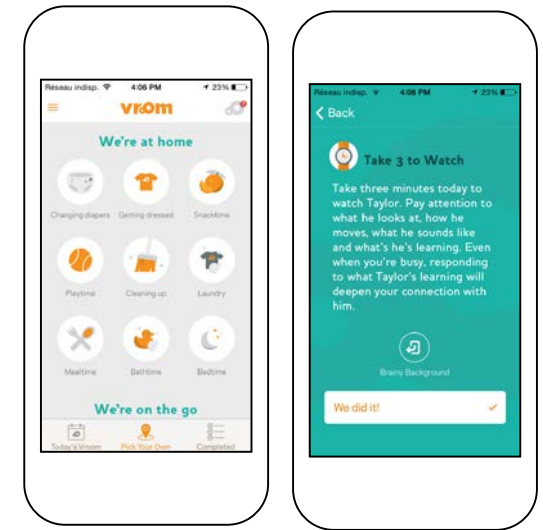 Réseau indisp. 4:06 PM 23%
vroom
We're at home
Changing diapers Getting dressed Snacktime
Playtime Cleaning up Laundry
Mealtime Bathtime Bedtime
We're on the go
Today's Vroom Pick Your Own Completed
Réseau indisp. 4:06 PM 23%
Back
Take 3 to Watch
Take three minutes today to
watch Taylor. Pay attention to
what he looks at, how he
moves, what he sounds like
and what's he's learning. Even
when you're busy, responding
to what Taylor's learning will
deepen your connection with
him.
Brainy Background
We did it!